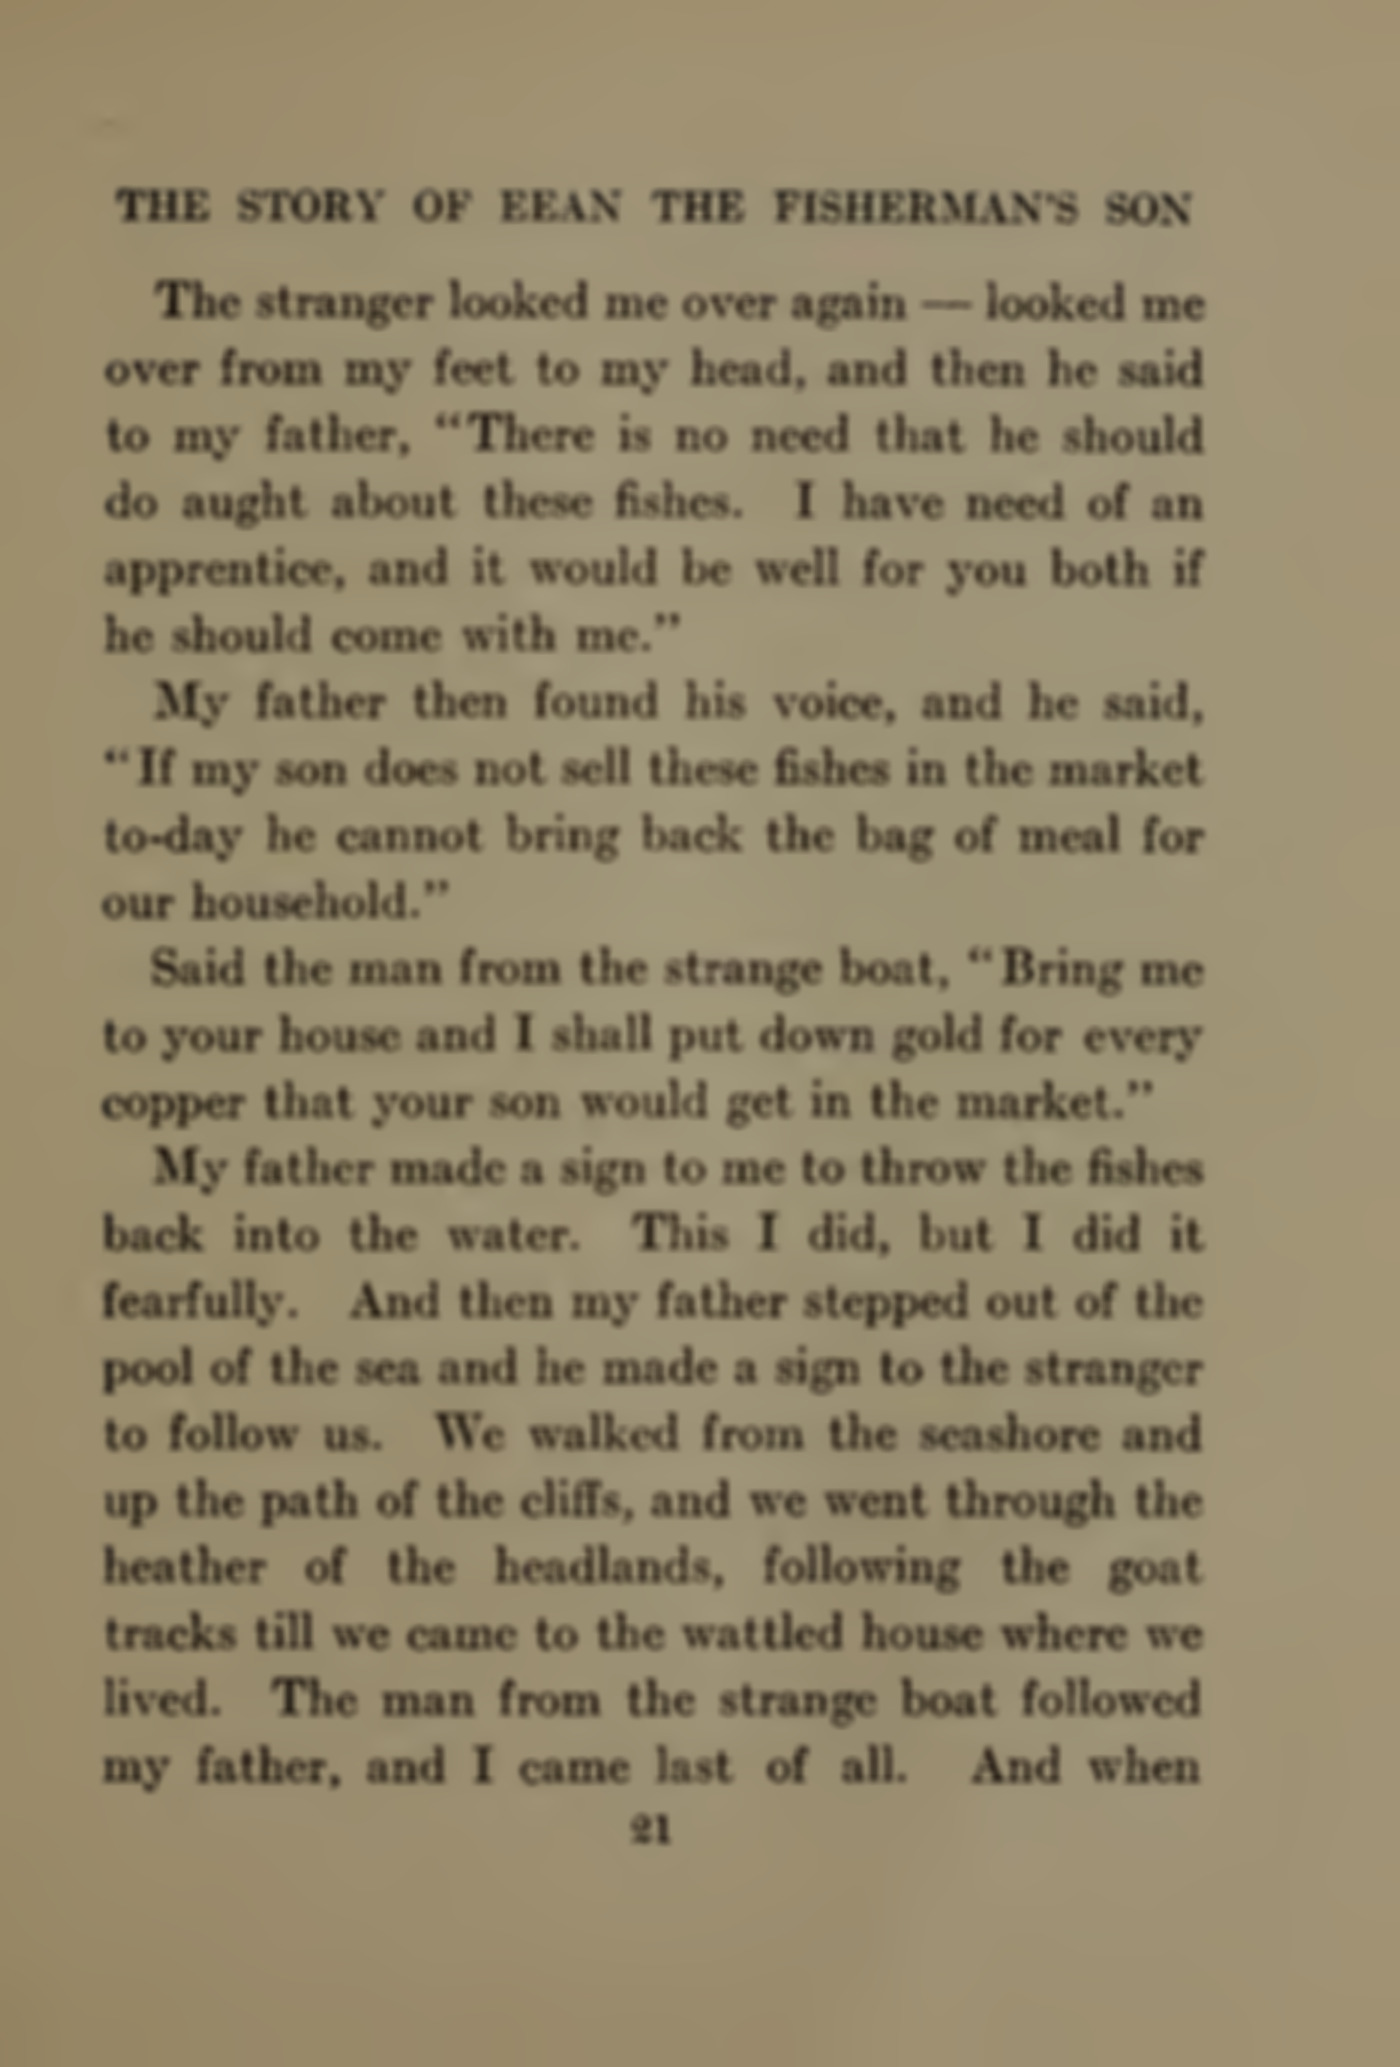 THE STORY OF EEAN THE FISHERMAN'S SON
The stranger looked me over again — looked me
over from my feet to my head, and then he said
to my father, “There is no need that he should
do aught about these fishes. I have need of an
apprentice, and it would be well for you both if
he should come with me.”
My father then found his voice, and he said,
“If my son does not sell these fishes in the market
to-day he cannot bring back the bag of meal for
our household.”
Said the man from the strange boat, “Bring me
to your house and I shall put down gold for every
copper that your son would get in the market.”
My father made a sign to me to throw the fishes
back into the water. This I did, but I did it
fearfully. And then my father stepped out of the
pool of the sea and he made a sign to the stranger
to follow us. We walked from the seashore and
up the path of the cliffs, and we went through the
heather of the headlands, following the goat
tracks till we came to the wattled house where we
lived. The man from the strange boat followed
my father, and I came last of all. And when
21